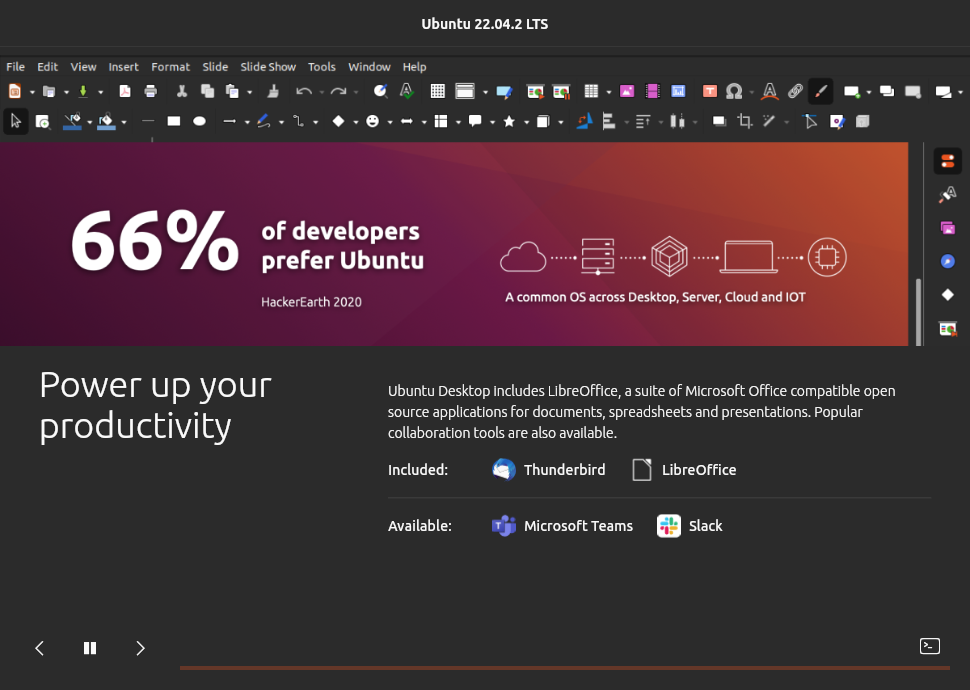 Ubuntu 22.04.2 LTS
File Edit View Insert Format Slide Slide Show Tools Window Help
66%
of developers
prefer Ubuntu
HackerEarth 2020
A common OS across Desktop, Server, Cloud and IOT
Power up your
productivity
Ubuntu Desktop includes LibreOffice, a suite of Microsoft Office compatible open
source applications for documents, spreadsheets and presentations. Popular
collaboration tools are also available.
Included: Thunderbird LibreOffice
Available: Microsoft Teams Slack